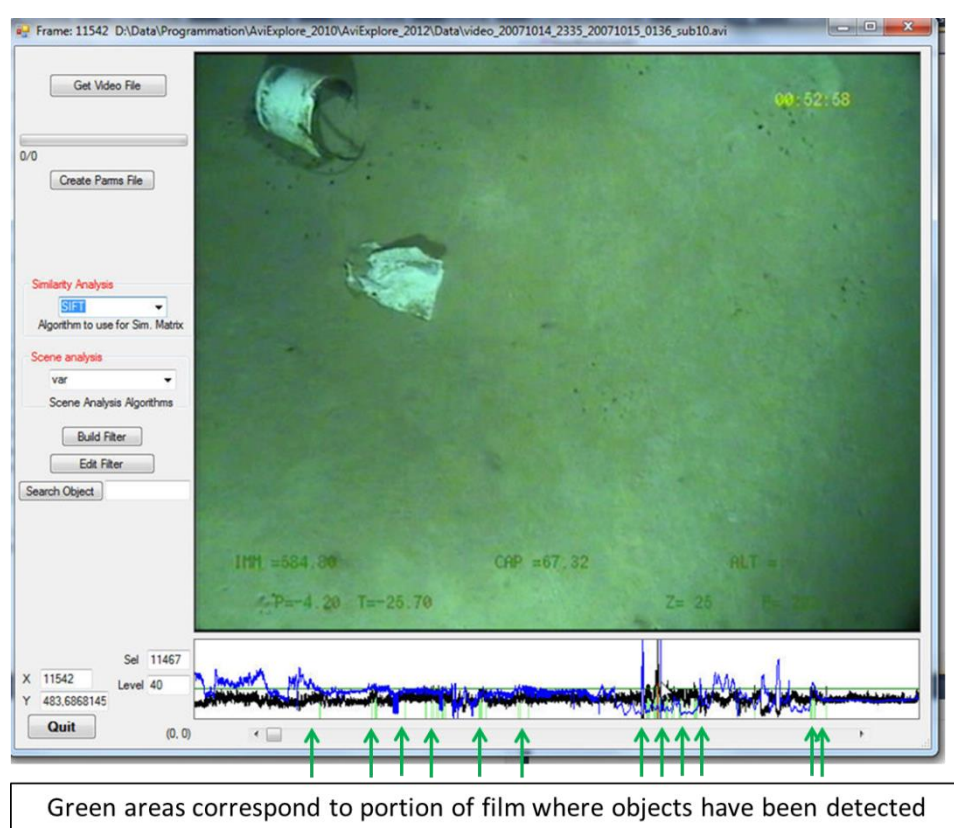 Frame: 11542 D:\Data\Programmation\AviExplore_2010\AviExplore_2012\Data\video_20071014_2335_20071015_0136_sub10.avi
Get Video File
0/0
Create Parms File
Similarity Analysis
SIFT
Algorithm to use for Sim. Matrix
Scene analysis
var
Scene Analysis Algorithms
Build Filter
Edit Filter
Search Object
00:52:58
IMM =584.80 CAP =67.32 ALT =
P=-4.20 T=-25.70 Z= 25
Sel 11467
X 11542
Level 40
Y 483,6868145
Quit
(0, 0)
Green areas correspond to portion of film where objects have been detected